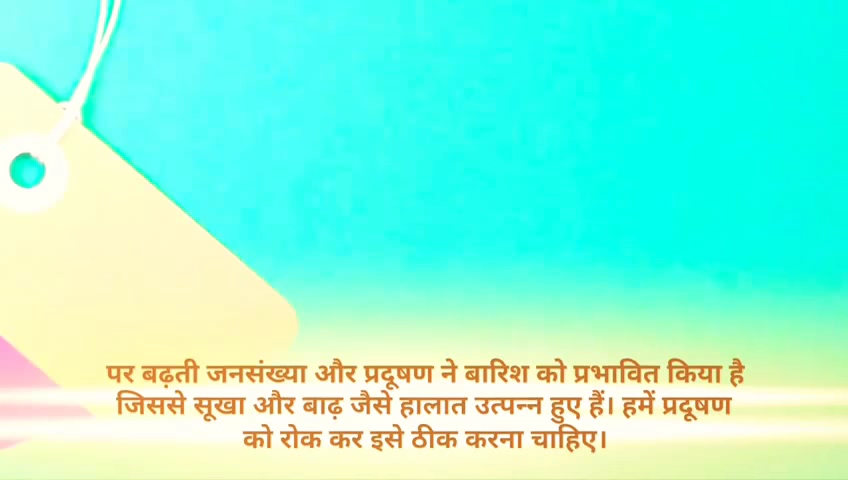 पर बढ़ती जनसंख्या और प्रदूषण ने बारिश को प्रभावित किया है
जिससे सूखा और बाढ़ जैसे हालात उत्पन्न हुए हैं। हमें प्रदूषण
को रोक कर इसे ठीक करना चाहिए।